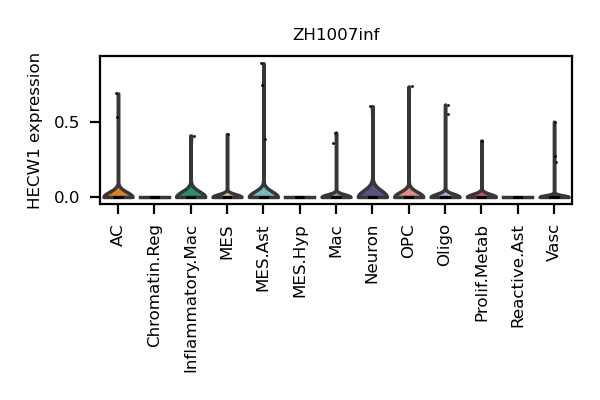 ZH1007inf
HECW1 expression
0.5
0.0
AC
Chromatin.Reg
Inflammatory.Mac
MES
MES.Ast
MES.Hyp
Mac
Neuron
OPC
Oligo
Prolif.Metab
Reactive.Ast
Vasc